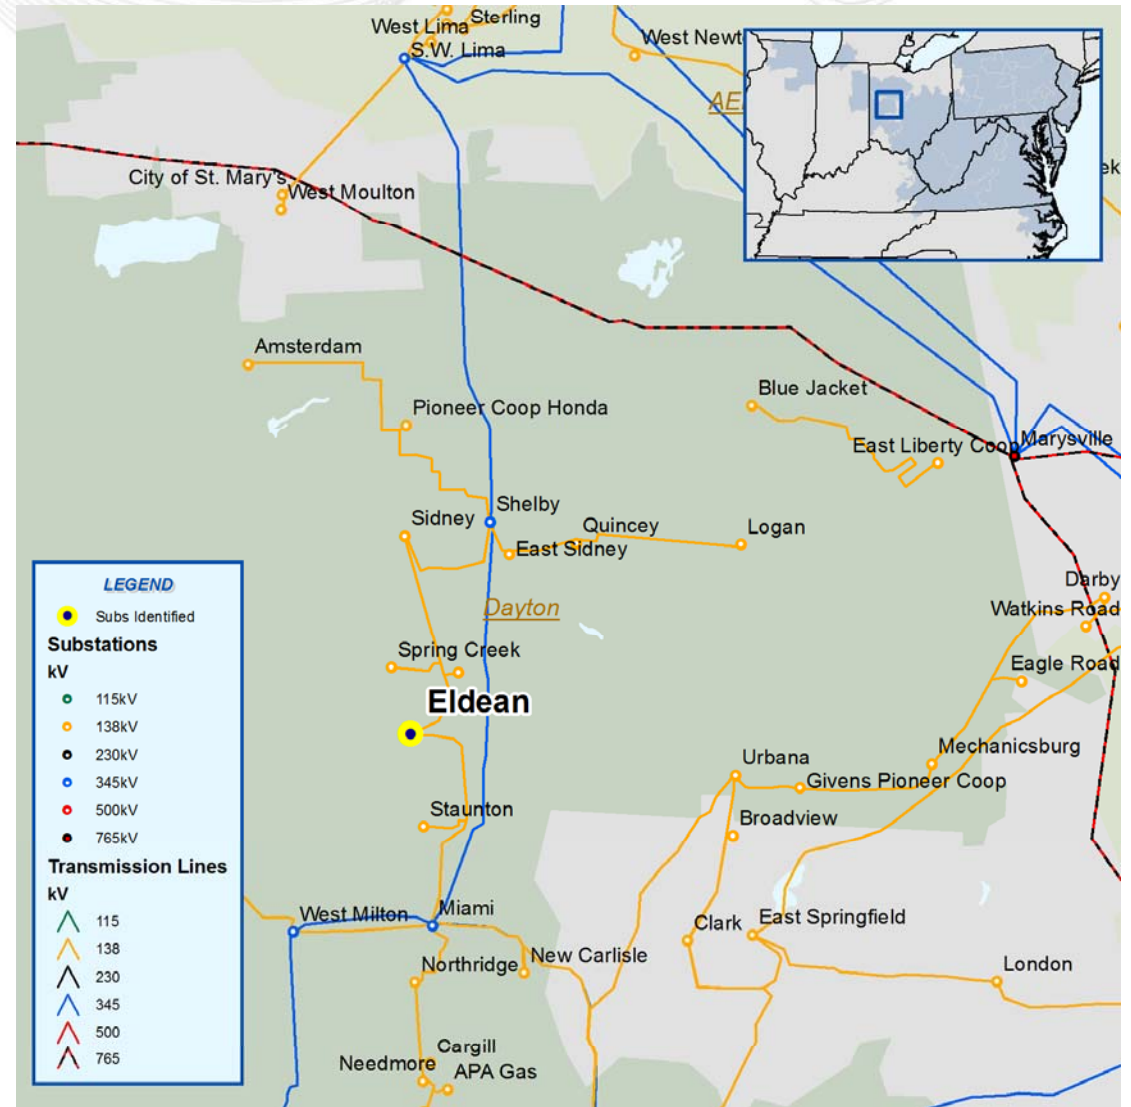 West Lima
Sterling
S.W. Lima
West Newt
AE
ek
City of St. Mary's
West Moulton
Amsterdam
Blue Jacket
Pioneer Coop Honda
East Liberty Coop
Marysville
Shelby
Sidney
Quincey
Logan
East Sidney
Darby
Dayton
Watkins Road
Spring Creek
Eagle Road
Eldean
Mechanicsburg
Urbana
Givens Pioneer Coop
Staunton
Broadview
West Milton
Miami
Clark
East Springfield
New Carlisle
Northridge
London
Cargill
Needmore
APA Gas
LEGEND
Subs Identified
Substations
kV
115kV
138kV
230kV
345kV
500kV
765kV
Transmission Lines
kV
115
138
230
345
500
765